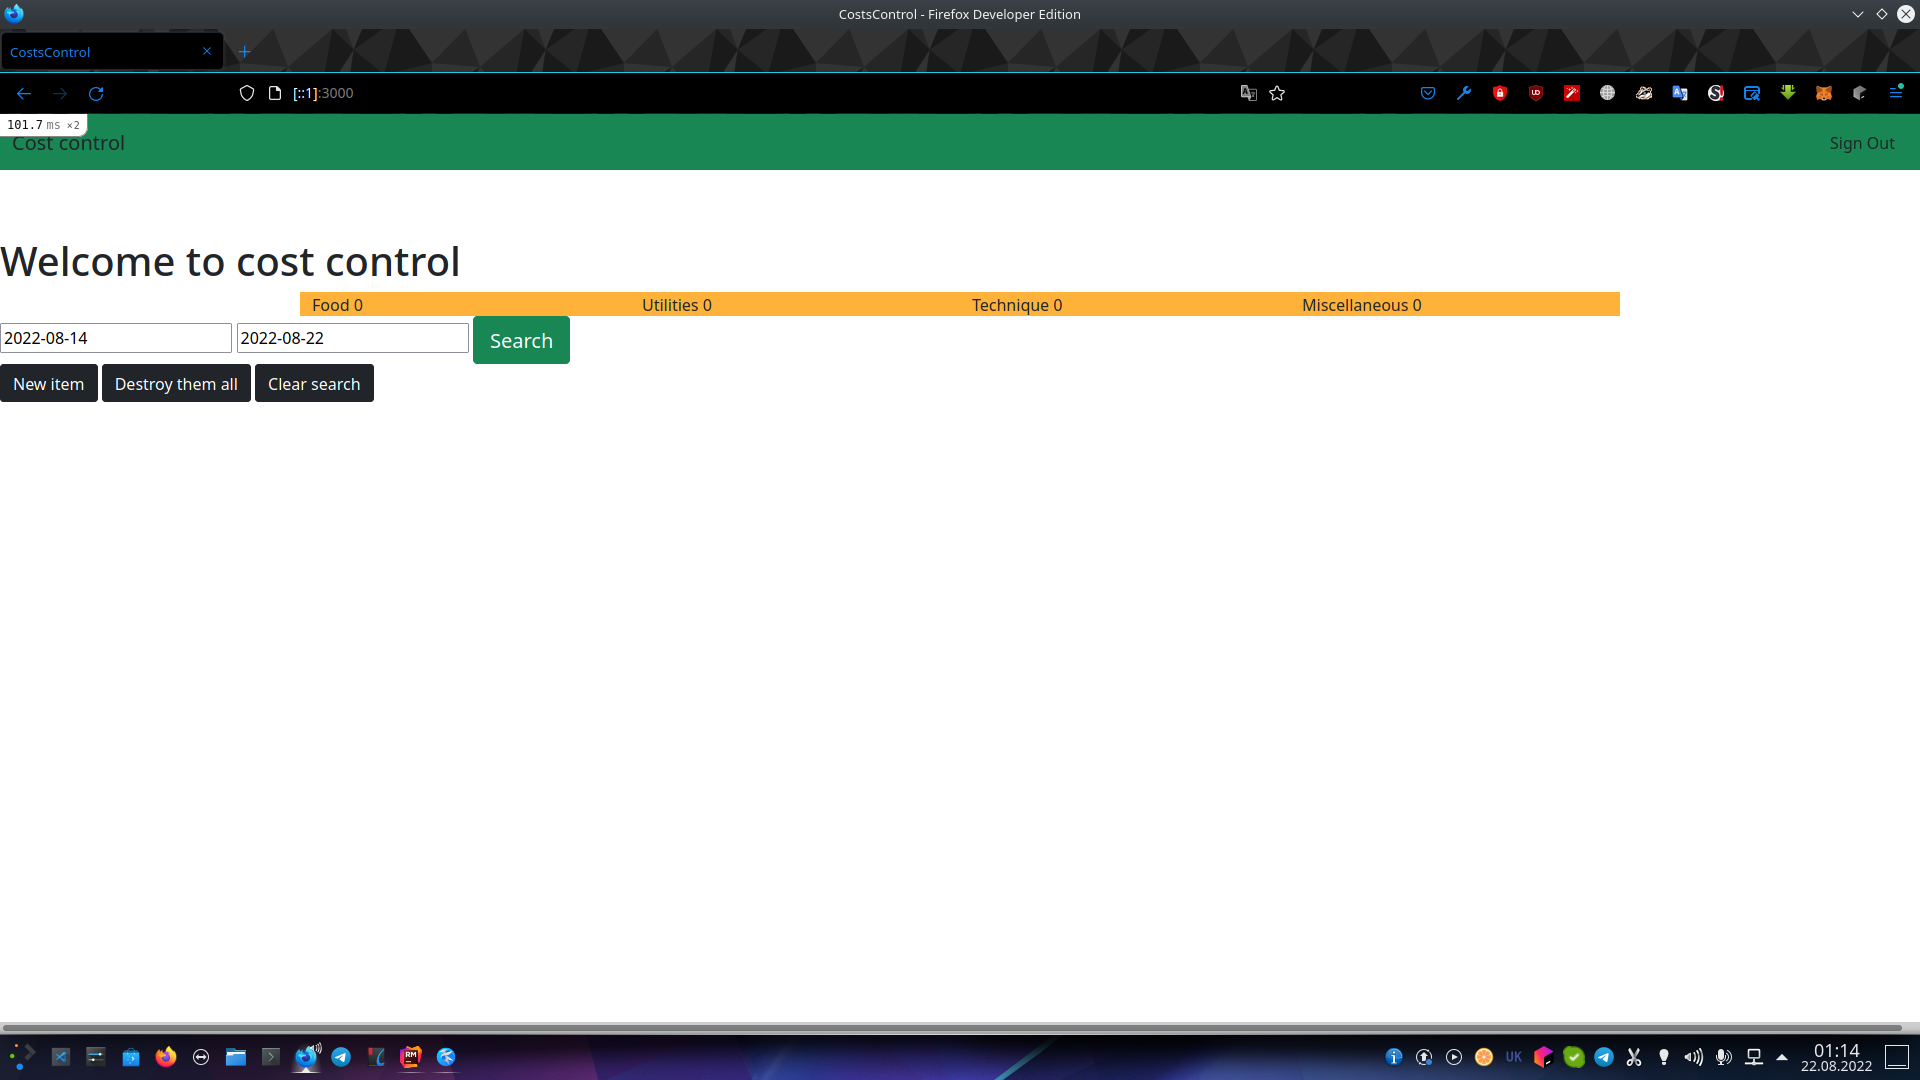 CostsControl - Firefox Developer Edition
CostsControl
[::1]:3000
101.7 ms ×2
Cost control
Sign Out
Welcome to cost control
Food 0
Utilities 0
Technique 0
Miscellaneous 0
2022-08-14
2022-08-22
Search
New item
Destroy them all
Clear search
RM
UK
01:14
22.08.2022